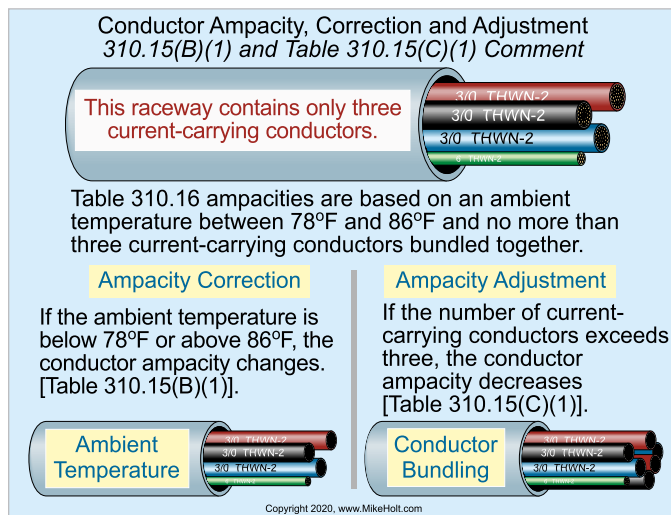 Conductor Ampacity, Correction and Adjustment
310.15(B)(1) and Table 310.15(C)(1) Comment
This raceway contains only three
current-carrying conductors.
3/0 THWN-2
3/0 THWN-2
3/0 THWN-2
6 THWN-2
Table 310.16 ampacities are based on an ambient
temperature between 78ºF and 86ºF and no more than
three current-carrying conductors bundled together.
Ampacity Correction
If the ambient temperature is
below 78ºF or above 86ºF, the
conductor ampacity changes.
[Table 310.15(B)(1)].
Ambient
Temperature
3/0 THWN-2
3/0 THWN-2
3/0 THWN-2
Ampacity Adjustment
If the number of current-
carrying conductors exceeds
three, the conductor
ampacity decreases
[Table 310.15(C)(1)].
Conductor
Bundling
3/0 THWN-2
3/0 THWN-2
3/0 THWN-2
Copyright 2020, www.MikeHolt.com